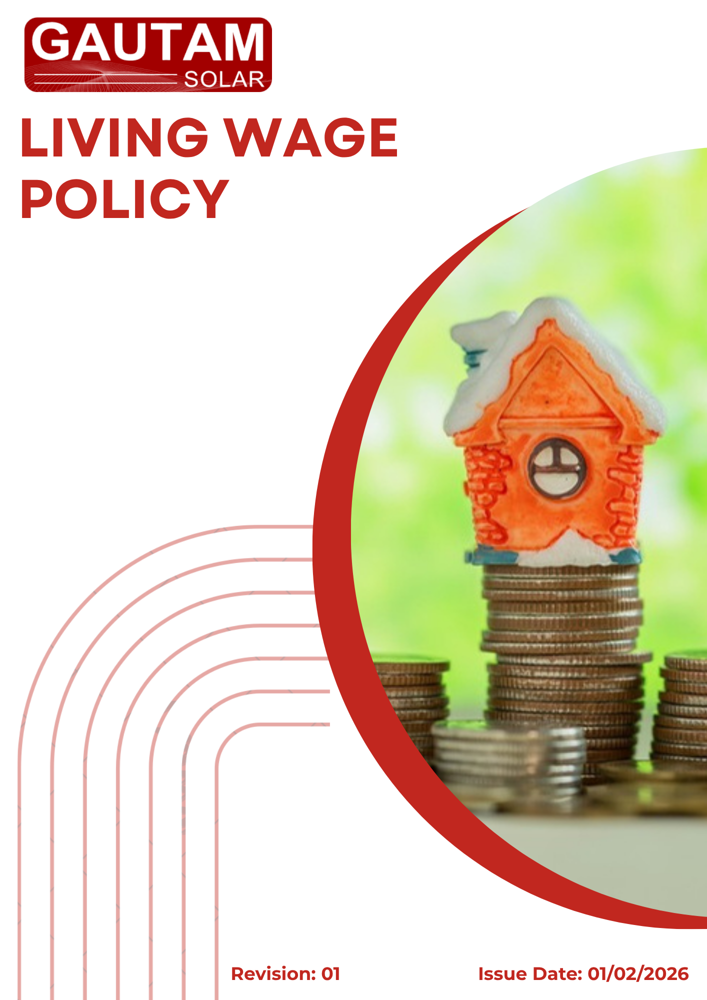 GAUTAM
SOLAR
LIVING WAGE
POLICY
Revision: 01
Issue Date: 01/02/2026